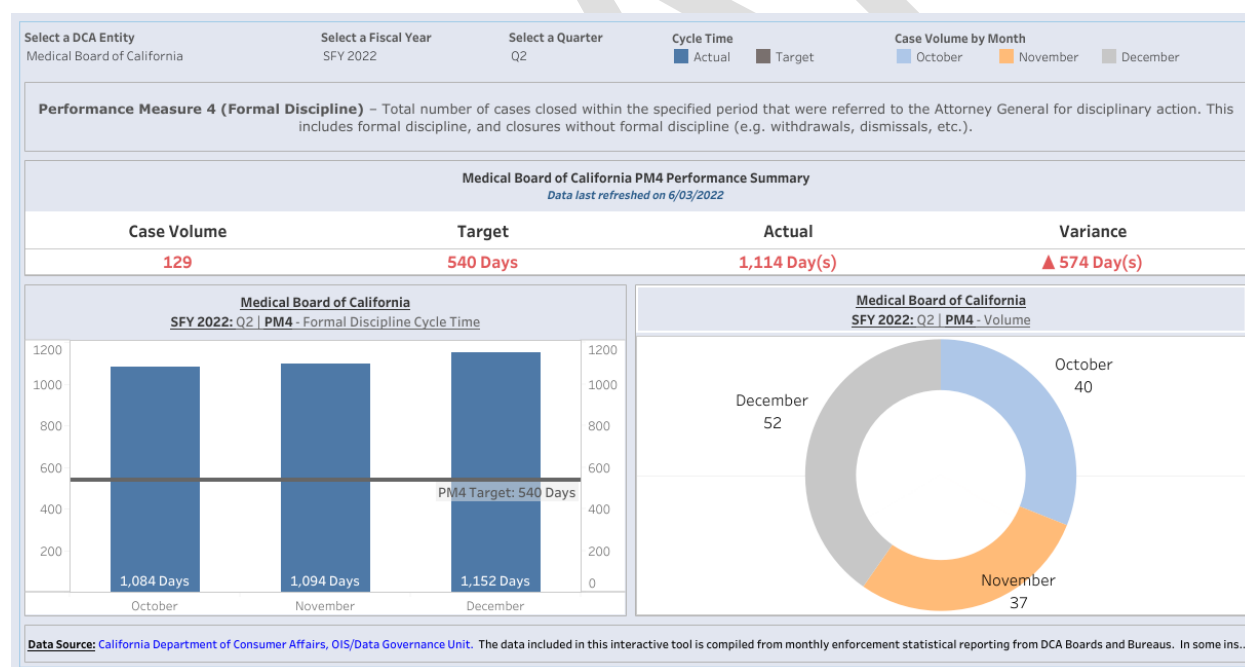 Select a DCA Entity
Select a Fiscal Year
Select a Quarter
Cycle Time
Case Volume by Month
Medical Board of California
SFY 2022
Q2
Actual
Target
October
November
December
Performance Measure 4 (Formal Discipline) – Total number of cases closed within the specified period that were referred to the Attorney General for disciplinary action. This
includes formal discipline, and closures without formal discipline (e.g. withdrawals, dismissals, etc.).
Medical Board of California PM4 Performance Summary
Data last refreshed on 6/03/2022
Case Volume
Target
Actual
Variance
129
540 Days
1,114 Day(s)
▲ 574 Day(s)
Medical Board of California
SFY 2022: Q2 | PM4 - Formal Discipline Cycle Time
1200
1000
800
600
400
200
1200
1000
800
600
400
200
0
PM4 Target: 540 Days
1,084 Days
1,094 Days
1,152 Days
October
November
December
Medical Board of California
SFY 2022: Q2 | PM4 - Volume
October
40
December
52
November
37
Data Source: California Department of Consumer Affairs, OIS/Data Governance Unit. The data included in this interactive tool is compiled from monthly enforcement statistical reporting from DCA Boards and Bureaus. In some ins...